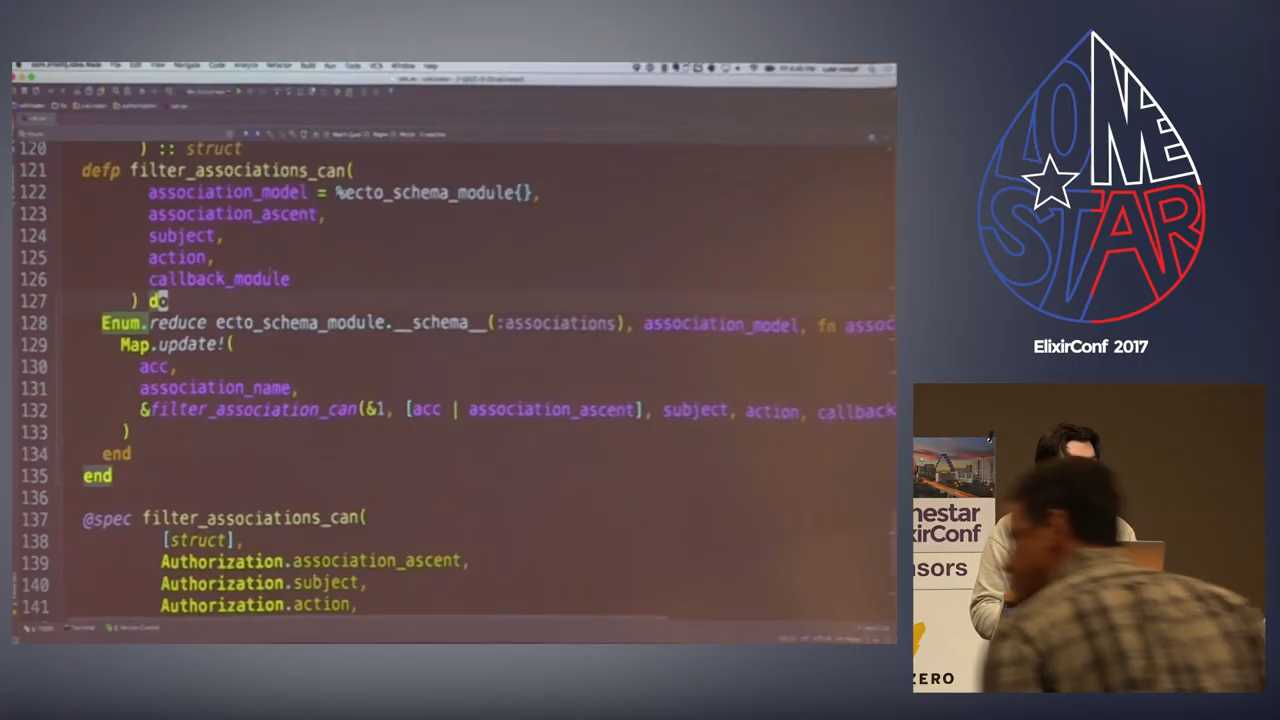 120 ) :: struct
121 defp filter_associations_can(
122 association_model = %ecto_schema_module{},
123 association_ascent,
124 subject,
125 action,
126 callback_module
127 ) do
128 Enum.reduce ecto_schema_module.__schema__(:associations), association_model, fn assoc
129 Map.update!(
130 acc,
131 association_name,
132 &filter_association_can(&1, [acc | association_ascent], subject, action, callback
133 )
134 end
135 end
136
137 @spec filter_associations_can(
138 [struct],
139 Authorization.association_ascent,
140 Authorization.subject,
141 Authorization.action,
LONE
STAR
ElixirConf 2017
nestar
ixirConf
nsors
ZERO